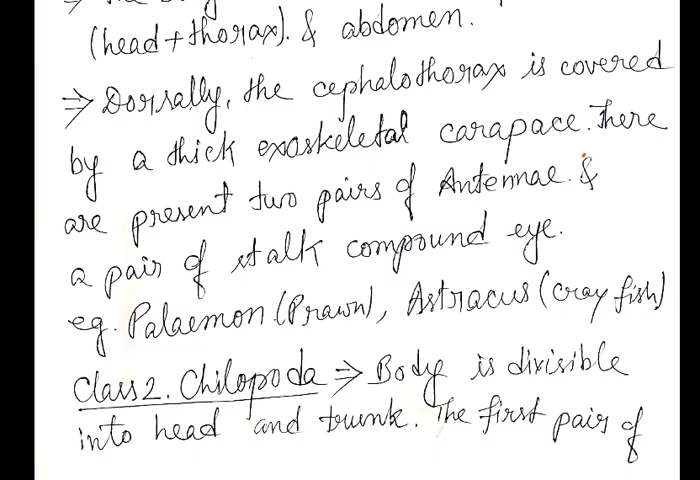 (head+thorax). & abdomen.
⇒ Dorsally, the cephalothorax is covered
by a thick exoskeletal carapace. There
are present two pairs of Antennae. &
a pair of stalk compound eye.
eg. Palaemon (Prawn), Astracus (cray fish)
Class 2. Chilopoda ⇒ Body is divisible
into head and trunk. The first pair of